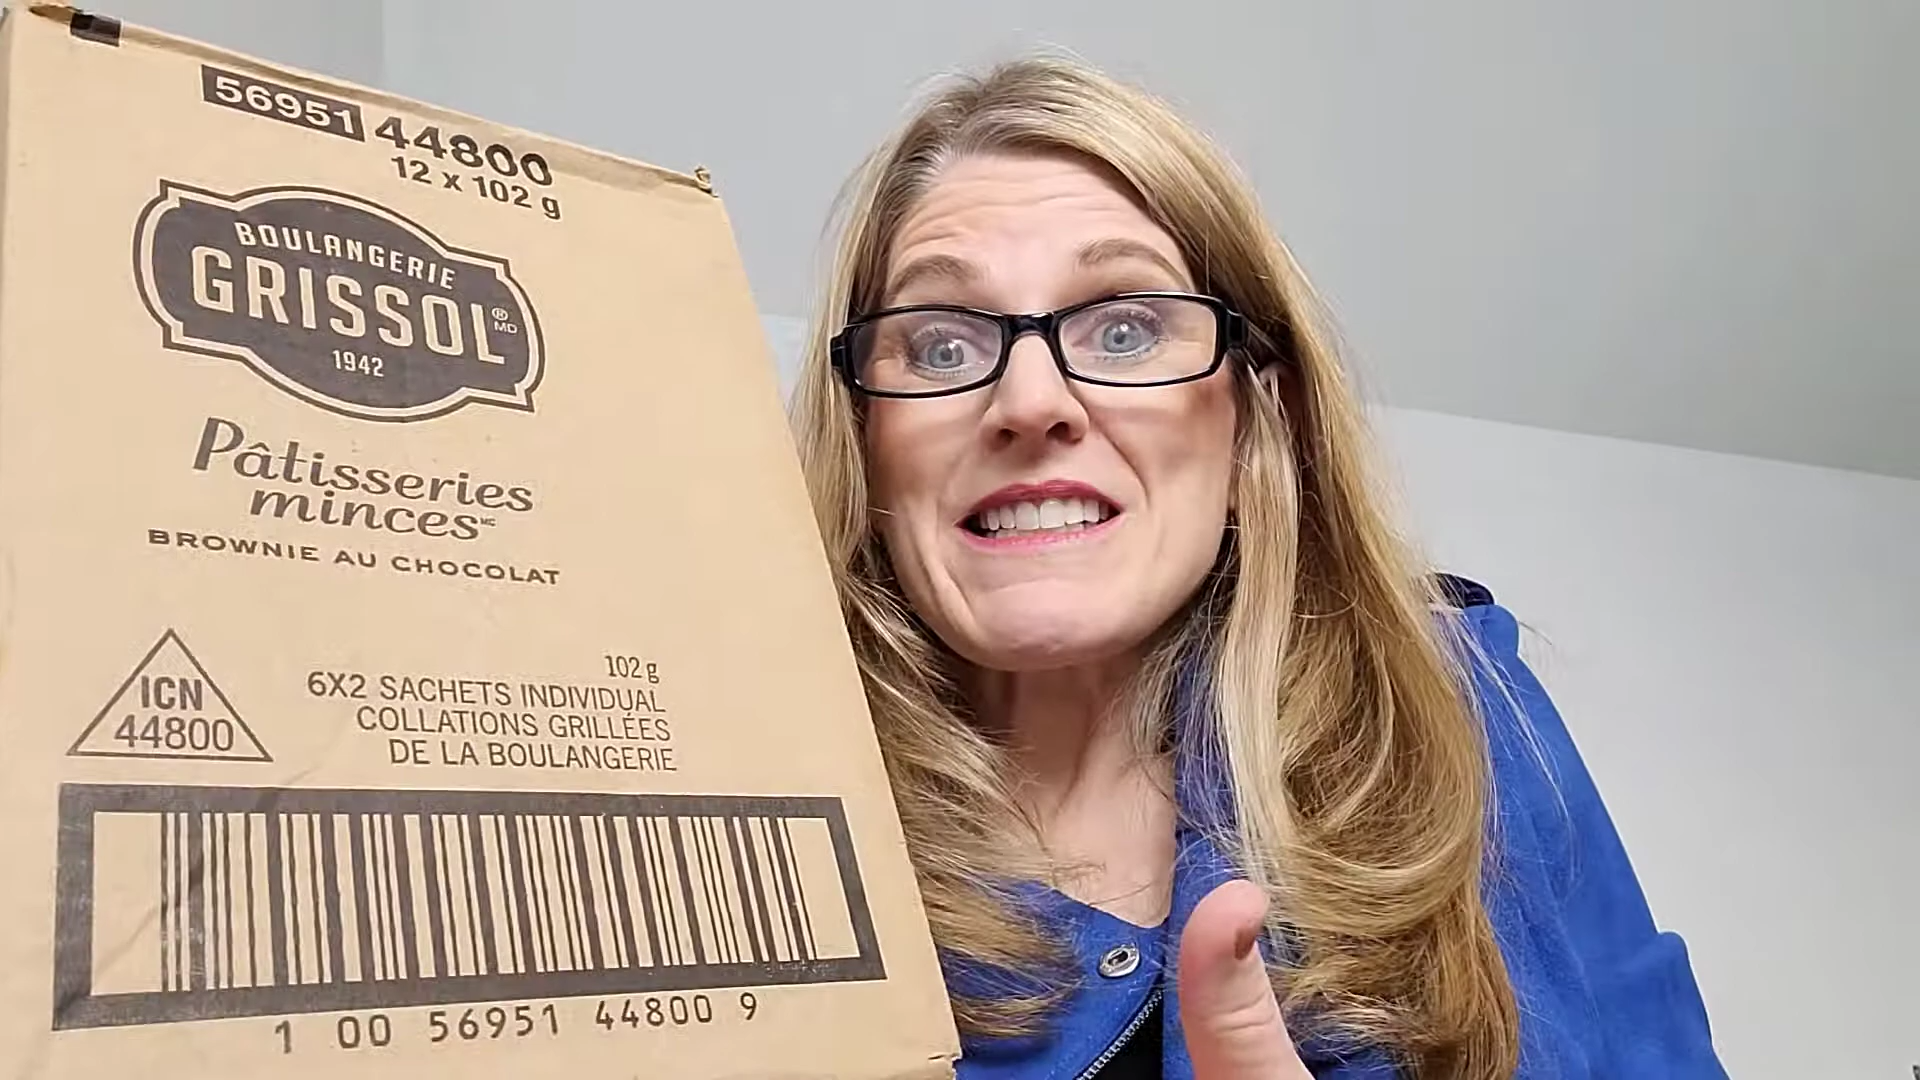 56951 44800
12 x 102 g
BOULANGERIE
GRISSOL® MD
1942
Pâtisseries
minces MC
BROWNIE AU CHOCOLAT
ICN
44800
102 g
6X2 SACHETS INDIVIDUAL
COLLATIONS GRILLÉES
DE LA BOULANGERIE
1 00 56951 44800 9